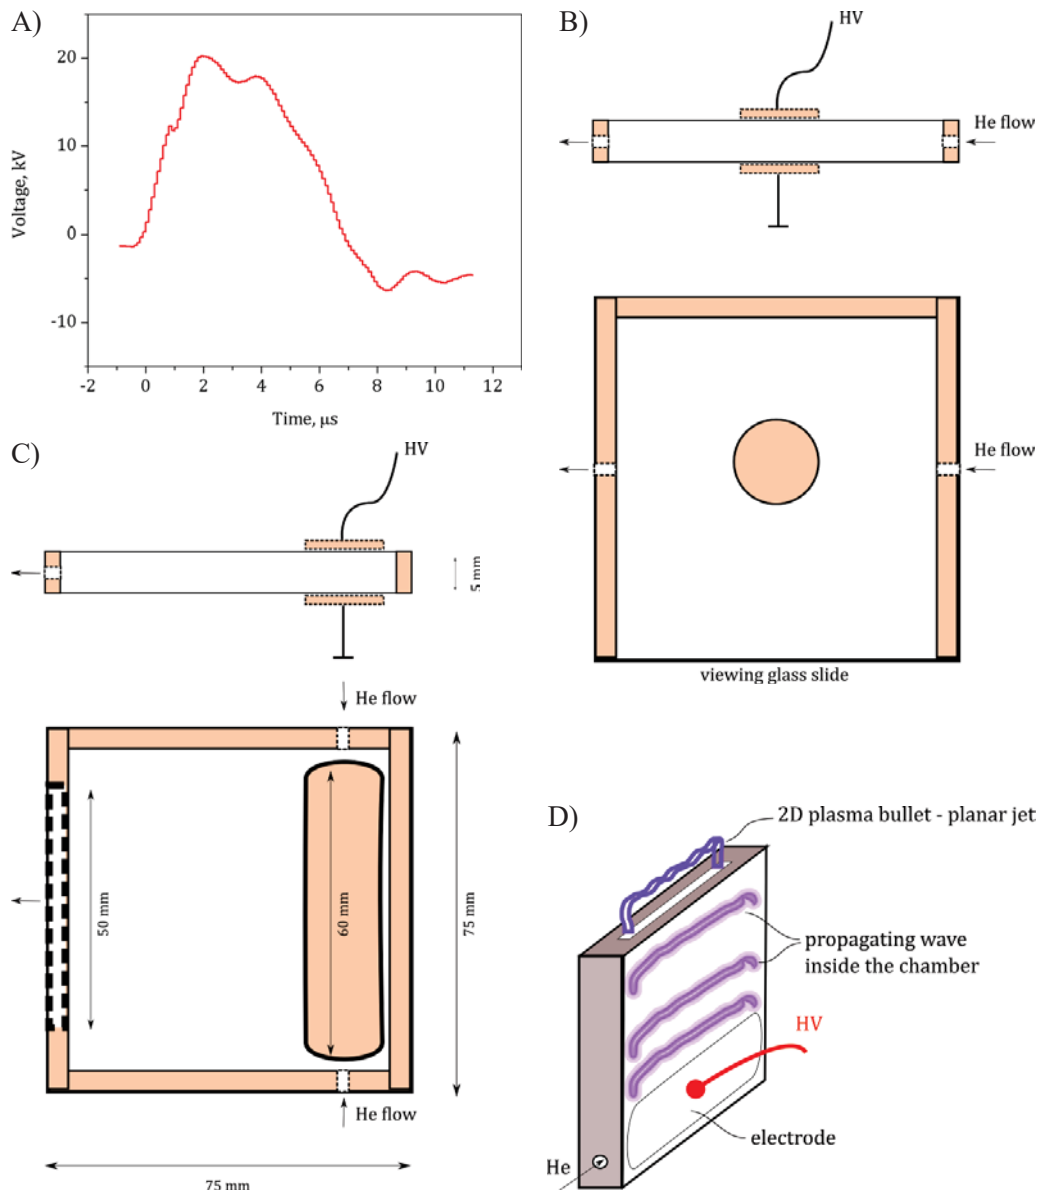 A)
Voltage, kV
20
10
0
-10
-2
0
2
4
6
8
10
12
Time, μs
B)
HV
He flow
He flow
viewing glass slide
C)
HV
5 mm
He flow
50 mm
60 mm
75 mm
He flow
75 mm
D)
2D plasma bullet - planar jet
propagating wave
inside the chamber
HV
electrode
He